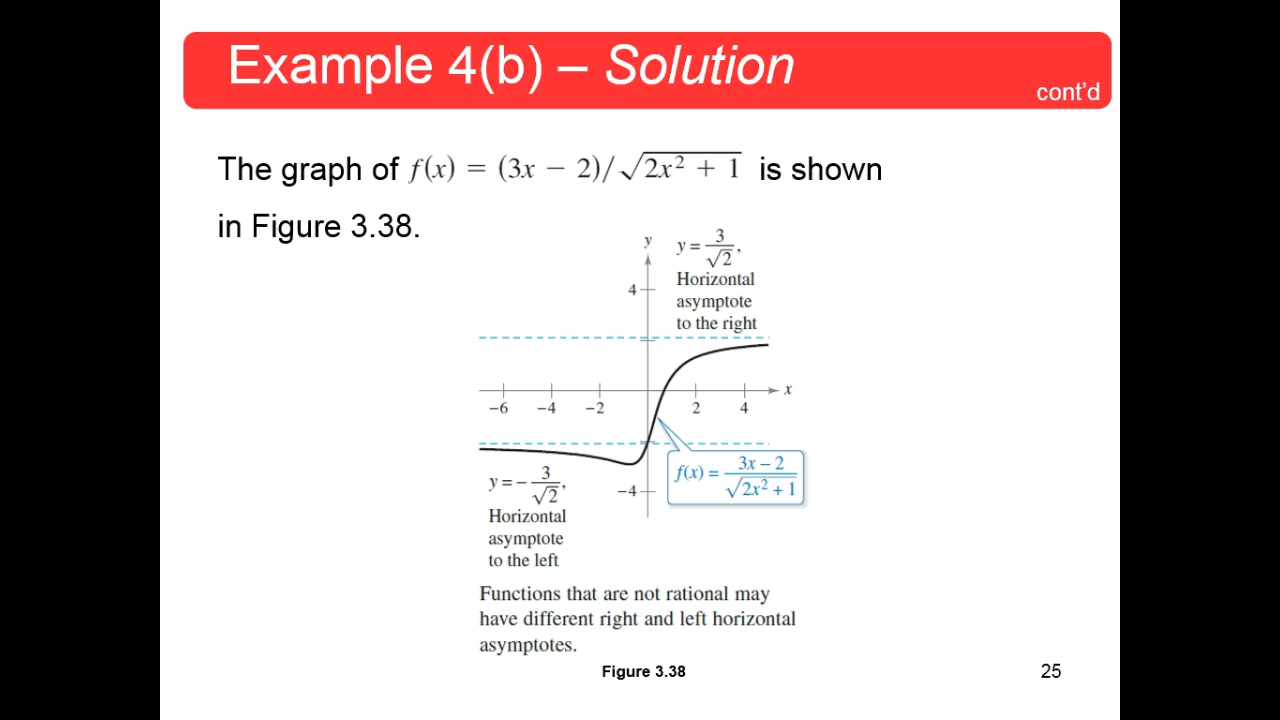 Example 4(b) – Solution
cont'd
The graph of f(x) = (3x − 2)/√2x² + 1 is shown
in Figure 3.38.
y
y = 3/√2,
Horizontal
asymptote
to the right
4
x
−6 −4 −2 2 4
f(x) = 3x − 2/√2x² + 1
−4
y = − 3/√2,
Horizontal
asymptote
to the left
Functions that are not rational may
have different right and left horizontal
asymptotes.
Figure 3.38
25